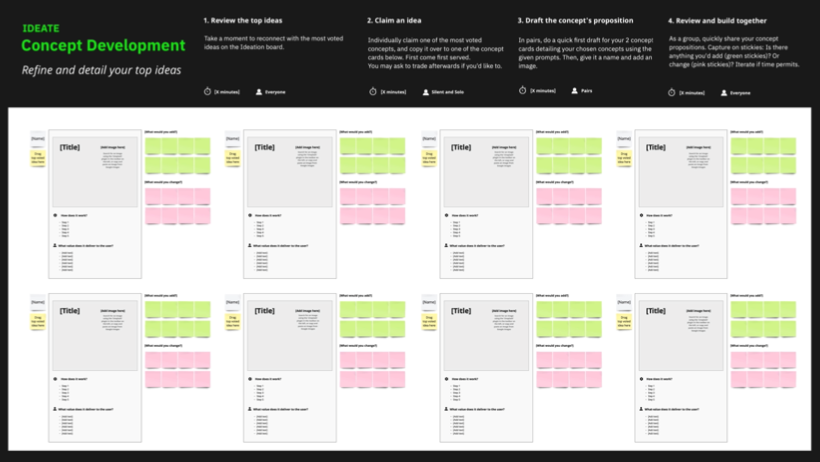 IDEATE
Concept Development
Refine and detail your top ideas
1. Review the top ideas
Take a moment to reconnect with the most voted
ideas on the Ideation board.
[X minutes] Everyone
2. Claim an idea
Individually claim one of the most voted
concepts, and copy it over to one of the concept
cards below. First come first served.
You may ask to trade afterwards if you'd like to.
[X minutes] Silent and Solo
3. Draft the concept's proposition
In pairs, do a quick first draft for your 2 concept
cards detailing your chosen concepts using the
given prompts. Then, give it a name and add an
image.
[X minutes] Pairs
4. Review and build together
As a group, quickly share your concept
propositions. Capture on stickies: Is there
anything you'd add (green stickies)? Or
change (pink stickies)? Iterate if time permits.
[X minutes] Everyone
[Name]
Drag
top voted
idea here
[Title]
[Add image here]
How does it work?
What value does it deliver to the user?
[What would you add?]
[What would you change?]
[Name]
Drag
top voted
idea here
[Title]
[Add image here]
How does it work?
What value does it deliver to the user?
[What would you add?]
[What would you change?]
[Name]
Drag
top voted
idea here
[Title]
[Add image here]
How does it work?
What value does it deliver to the user?
[What would you add?]
[What would you change?]
[Name]
Drag
top voted
idea here
[Title]
[Add image here]
How does it work?
What value does it deliver to the user?
[What would you add?]
[What would you change?]
[Name]
Drag
top voted
idea here
[Title]
[Add image here]
How does it work?
What value does it deliver to the user?
[What would you add?]
[What would you change?]
[Name]
Drag
top voted
idea here
[Title]
[Add image here]
How does it work?
What value does it deliver to the user?
[What would you add?]
[What would you change?]
[Name]
Drag
top voted
idea here
[Title]
[Add image here]
How does it work?
What value does it deliver to the user?
[What would you add?]
[What would you change?]
[Name]
Drag
top voted
idea here
[Title]
[Add image here]
How does it work?
What value does it deliver to the user?
[What would you add?]
[What would you change?]